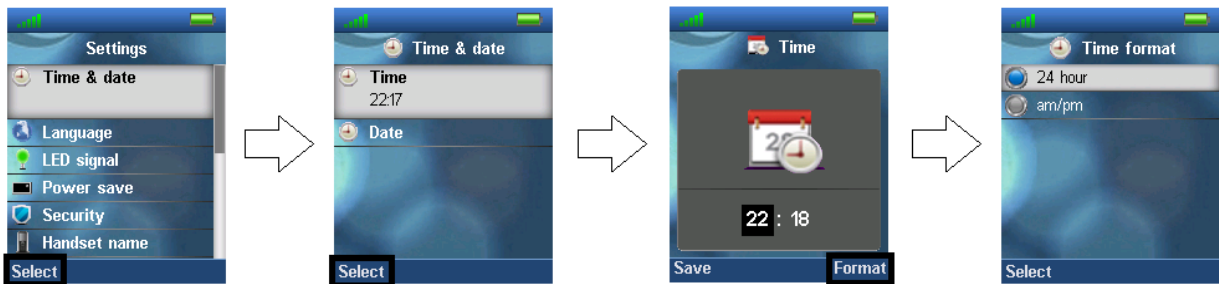 Settings
Time & date
Language
LED signal
Power save
Security
Handset name
Select
Time & date
Time
22:17
Date
Select
Time
22 : 18
Save
Format
Time format
24 hour
am/pm
Select